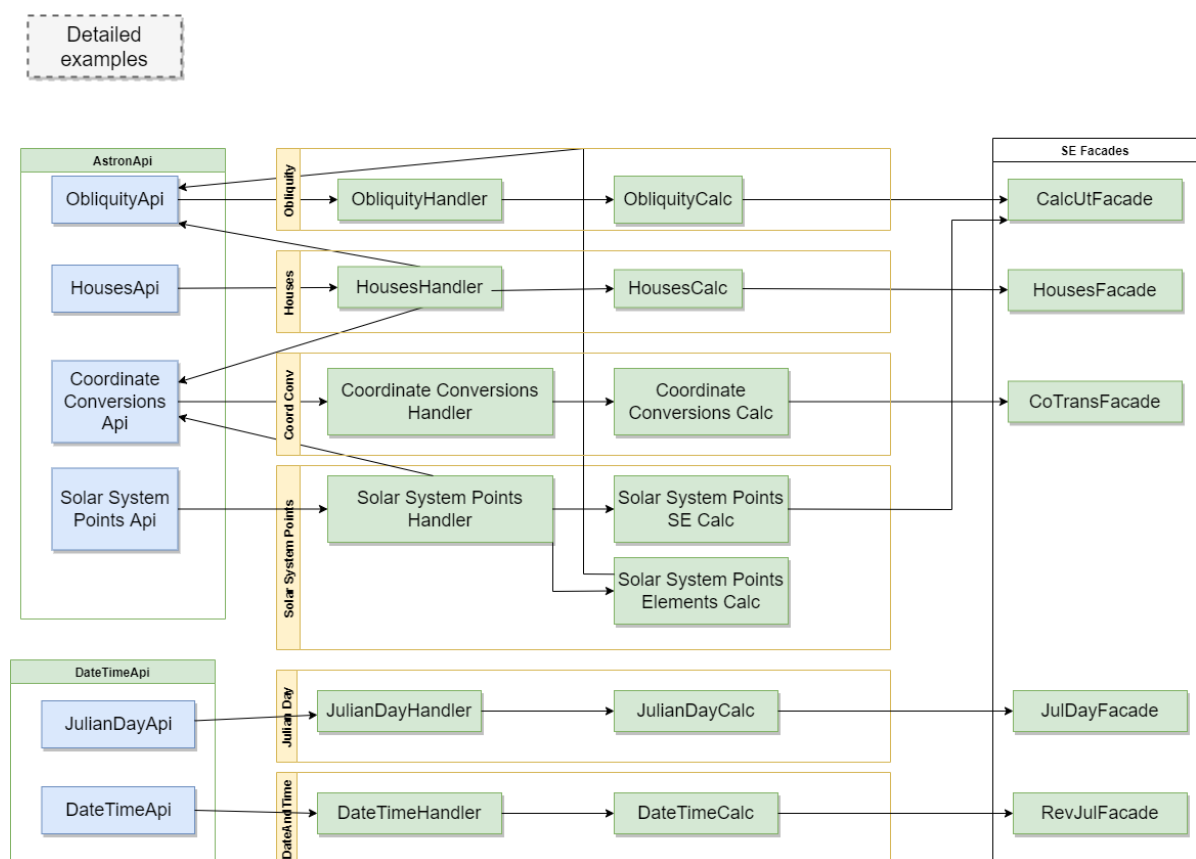 Detailed
examples
AstronApi
SE Facades
Obliquity
ObliquityApi
ObliquityHandler
ObliquityCalc
CalcUtFacade
Houses
HousesApi
HousesHandler
HousesCalc
HousesFacade
Coord Conv
Coordinate
Conversions
Api
Coordinate Conversions
Handler
Coordinate
Conversions Calc
CoTransFacade
Solar System Points
Solar System
Points Api
Solar System Points
Handler
Solar System Points
SE Calc
Solar System Points
Elements Calc
DateTimeApi
Julian Day
JulianDayApi
JulianDayHandler
JulianDayCalc
JulDayFacade
DateAndTime
DateTimeApi
DateTimeHandler
DateTimeCalc
RevJulFacade